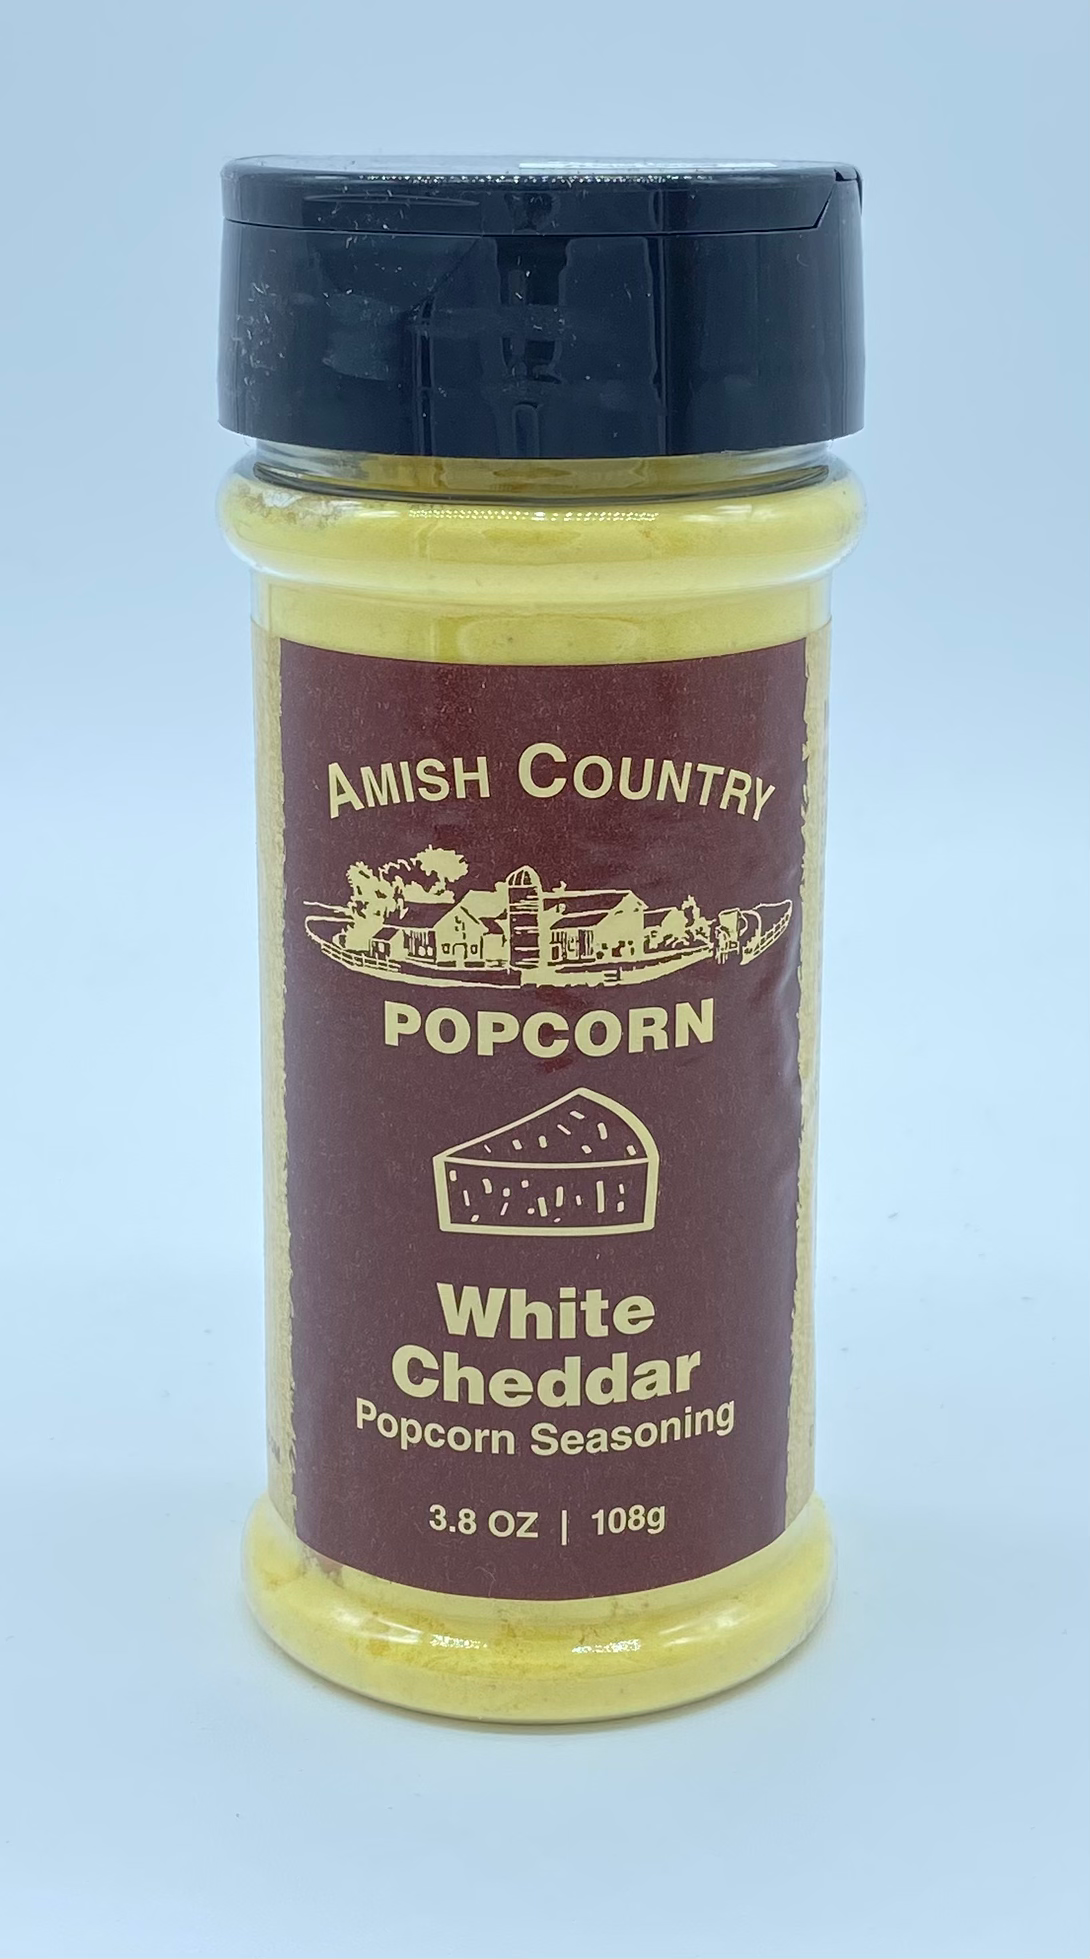 AMISH COUNTRY
POPCORN
White
Cheddar
Popcorn Seasoning
3.8 OZ | 108g